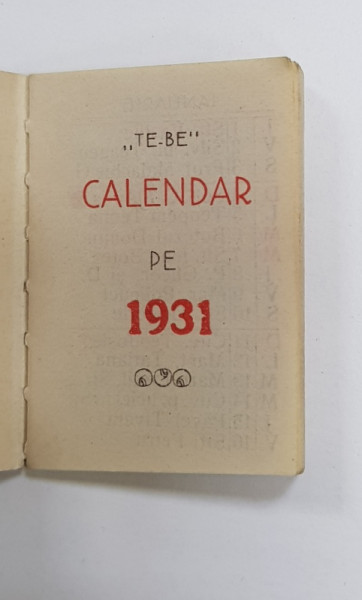 „TE-BE"
CALENDAR
PE
1931